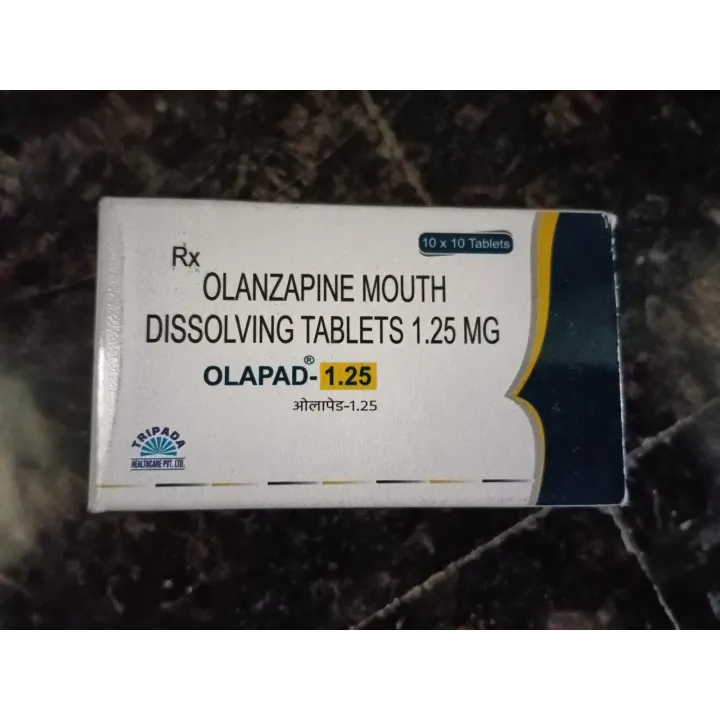 10 x 10 Tablets
Rx
OLANZAPINE MOUTH
DISSOLVING TABLETS 1.25 MG
OLAPAD®-1.25
ओलापेड-1.25
TRIPADA
HEALTHCARE PVT. LTD.